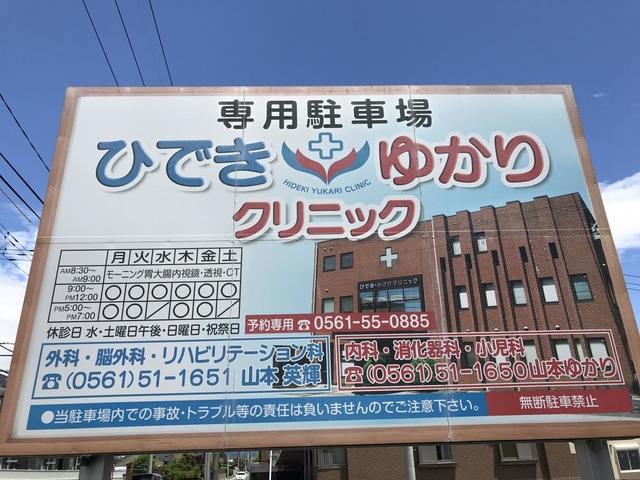 専用駐車場
ひでき ゆかり
HIDEKI YUKARI CLINIC
クリニック
月 火 水 木 金 土
AM8:30～AM9:00 モーニング胃大腸内視鏡・透視・CT
9:00～PM12:00 ○ ○ ○ ○ ○ ○
PM5:00～PM7:00 ○ ○ ／ ○ ○ ／
休診日 水・土曜日午後・日曜日・祝祭日
ひでき・ゆかりクリニック
予約専用 ☎ 0561-55-0885
外科・脳外科・リハビリテーション科
☎(0561)51-1651 山本 英輝
内科・消化器科・小児科
☎(0561)51-1650 山本ゆかり
●当駐車場内での事故・トラブル等の責任は負いませんのでご注意下さい。
無断駐車禁止